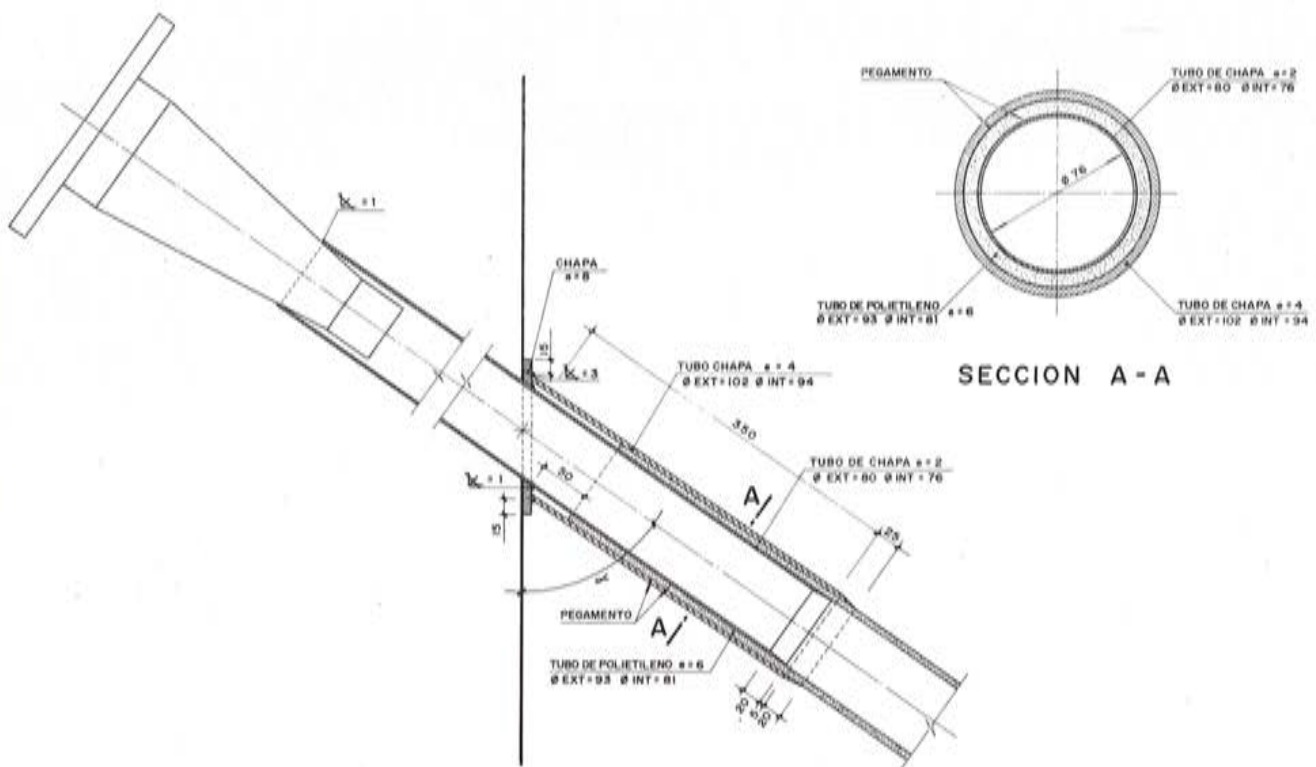 PEGAMENTO
TUBO DE CHAPA e=2
Ø EXT=80 Ø INT=76
Ø 76
TUBO DE POLIETILENO e=6
Ø EXT=93 Ø INT=81
TUBO DE CHAPA e=4
Ø EXT=102 Ø INT=94
SECCION A-A
=1
CHAPA
e=8
15
=3
TUBO CHAPA e=4
Ø EXT=102 Ø INT=94
350
TUBO DE CHAPA e=2
Ø EXT=80 Ø INT=76
A
25
=1
15
α
PEGAMENTO
A
TUBO DE POLIETILENO e=6
Ø EXT=93 Ø INT=81
20
5
20